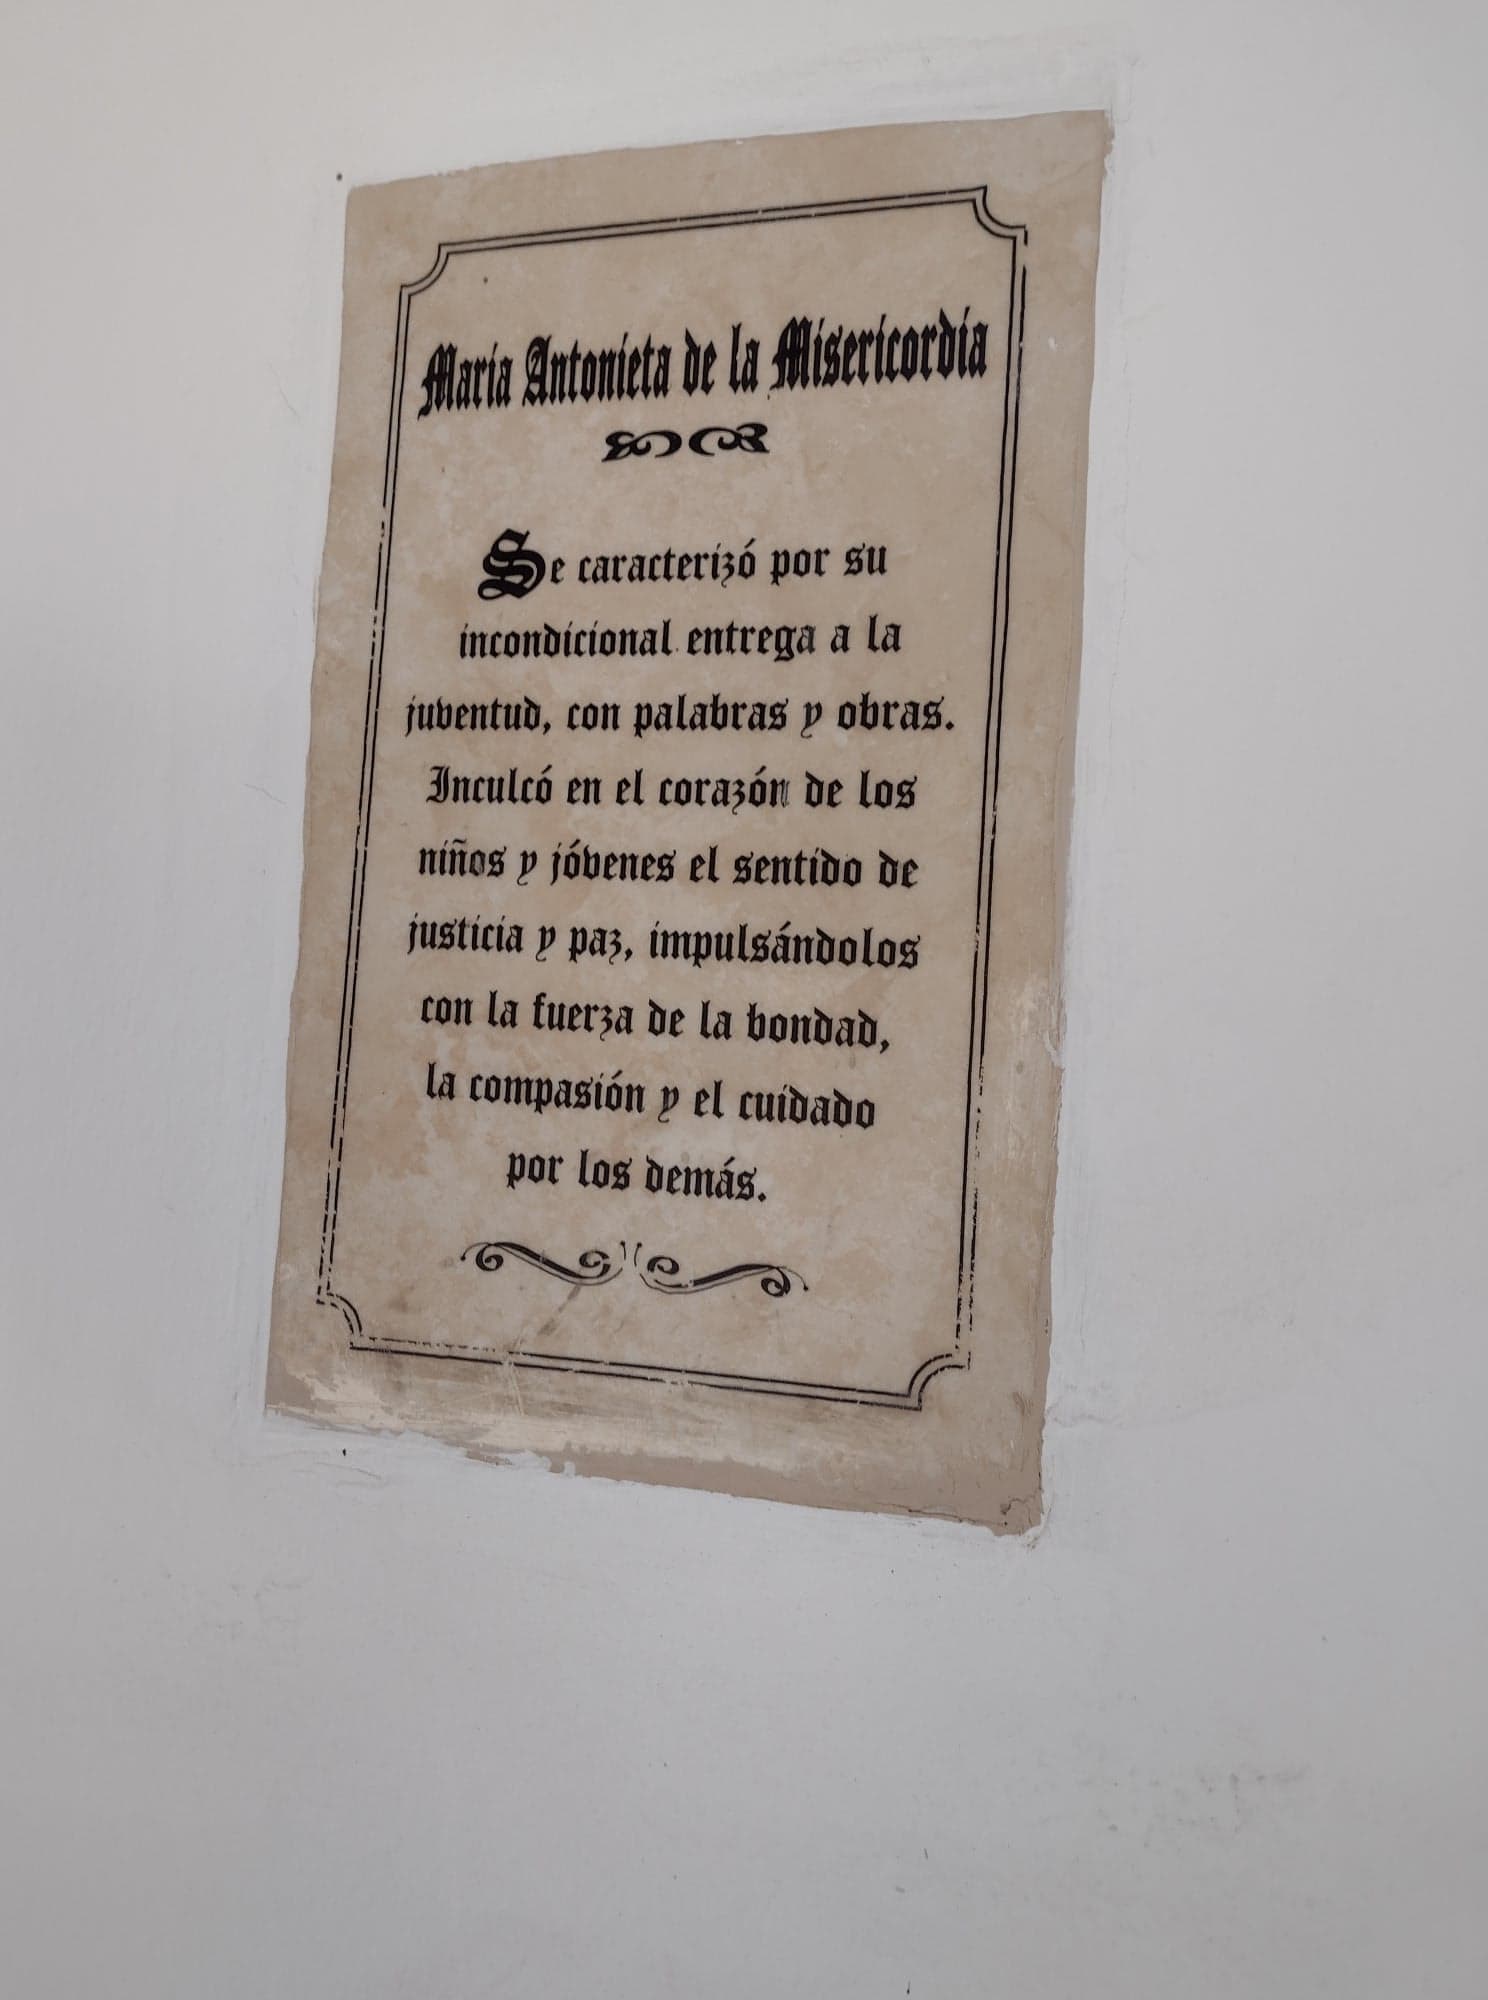 Maria Antonieta de la Misericordia
Se caracterizó por su
incondicional entrega a la
juventud, con palabras y obras.
Inculcó en el corazón de los
niños y jóvenes el sentido de
justicia y paz, impulsándolos
con la fuerza de la bondad,
la compasión y el cuidado
por los demás.